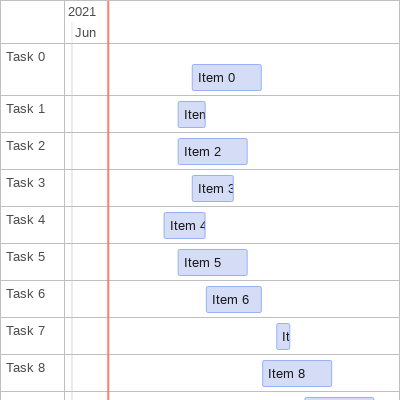 2021
Jun
Task 0
Item 0
Task 1
Item
Task 2
Item 2
Task 3
Item 3
Task 4
Item 4
Task 5
Item 5
Task 6
Item 6
Task 7
It
Task 8
Item 8